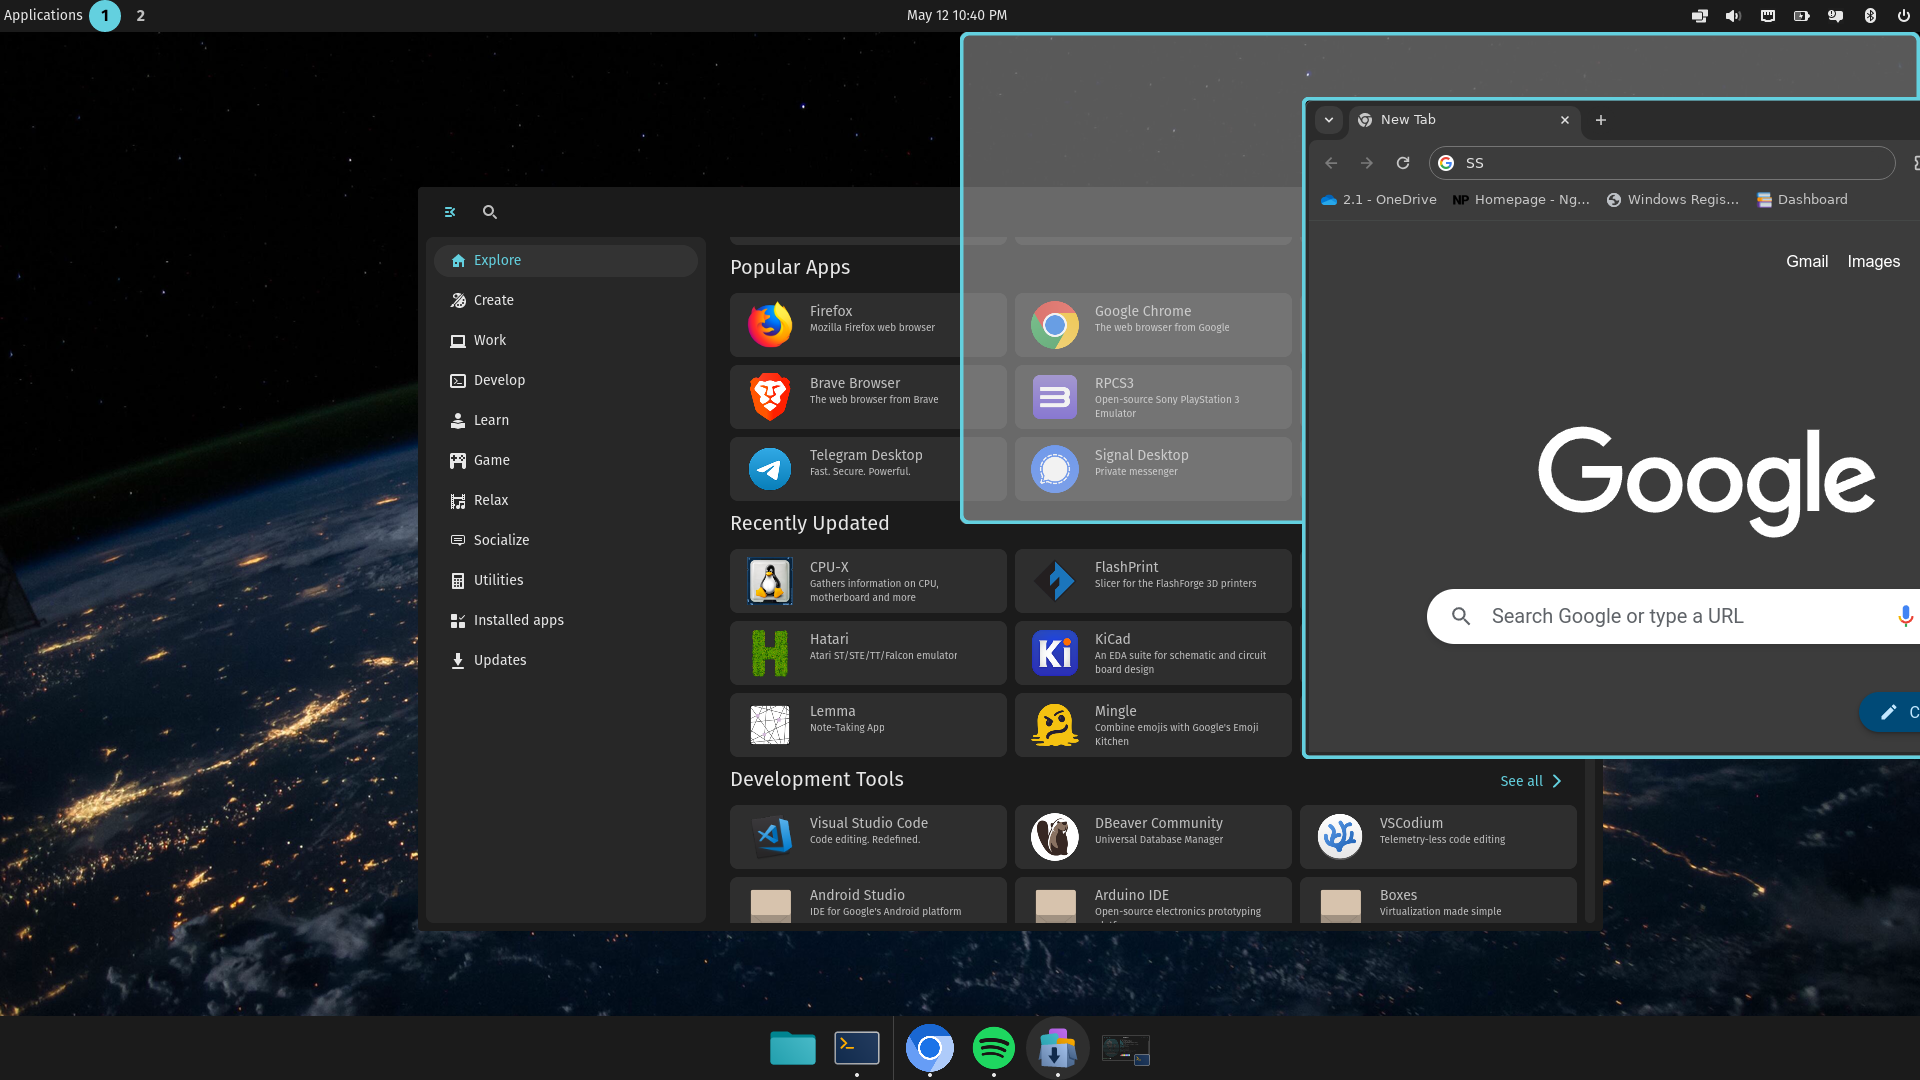 Applications 1 2 May 12 10:40 PM
New Tab
SS
2.1 - OneDrive NP Homepage - Ng... Windows Regis... Dashboard
Gmail Images
Google
Search Google or type a URL
Explore
Create
Work
Develop
Learn
Game
Relax
Socialize
Utilities
Installed apps
Updates
Popular Apps
Firefox
Mozilla Firefox web browser
Google Chrome
The web browser from Google
Brave Browser
The web browser from Brave
RPCS3
Open-source Sony PlayStation 3
Emulator
Telegram Desktop
Fast. Secure. Powerful.
Signal Desktop
Private messenger
Recently Updated
CPU-X
Gathers information on CPU,
motherboard and more
FlashPrint
Slicer for the FlashForge 3D printers
Hatari
Atari ST/STE/TT/Falcon emulator
Ki
KiCad
An EDA suite for schematic and circuit
board design
Lemma
Note-Taking App
Mingle
Combine emojis with Google's Emoji
Kitchen
Development Tools
See all
Visual Studio Code
Code editing. Redefined.
DBeaver Community
Universal Database Manager
VSCodium
Telemetry-less code editing
Android Studio
IDE for Google's Android platform
Arduino IDE
Open-source electronics prototyping
Boxes
Virtualization made simple